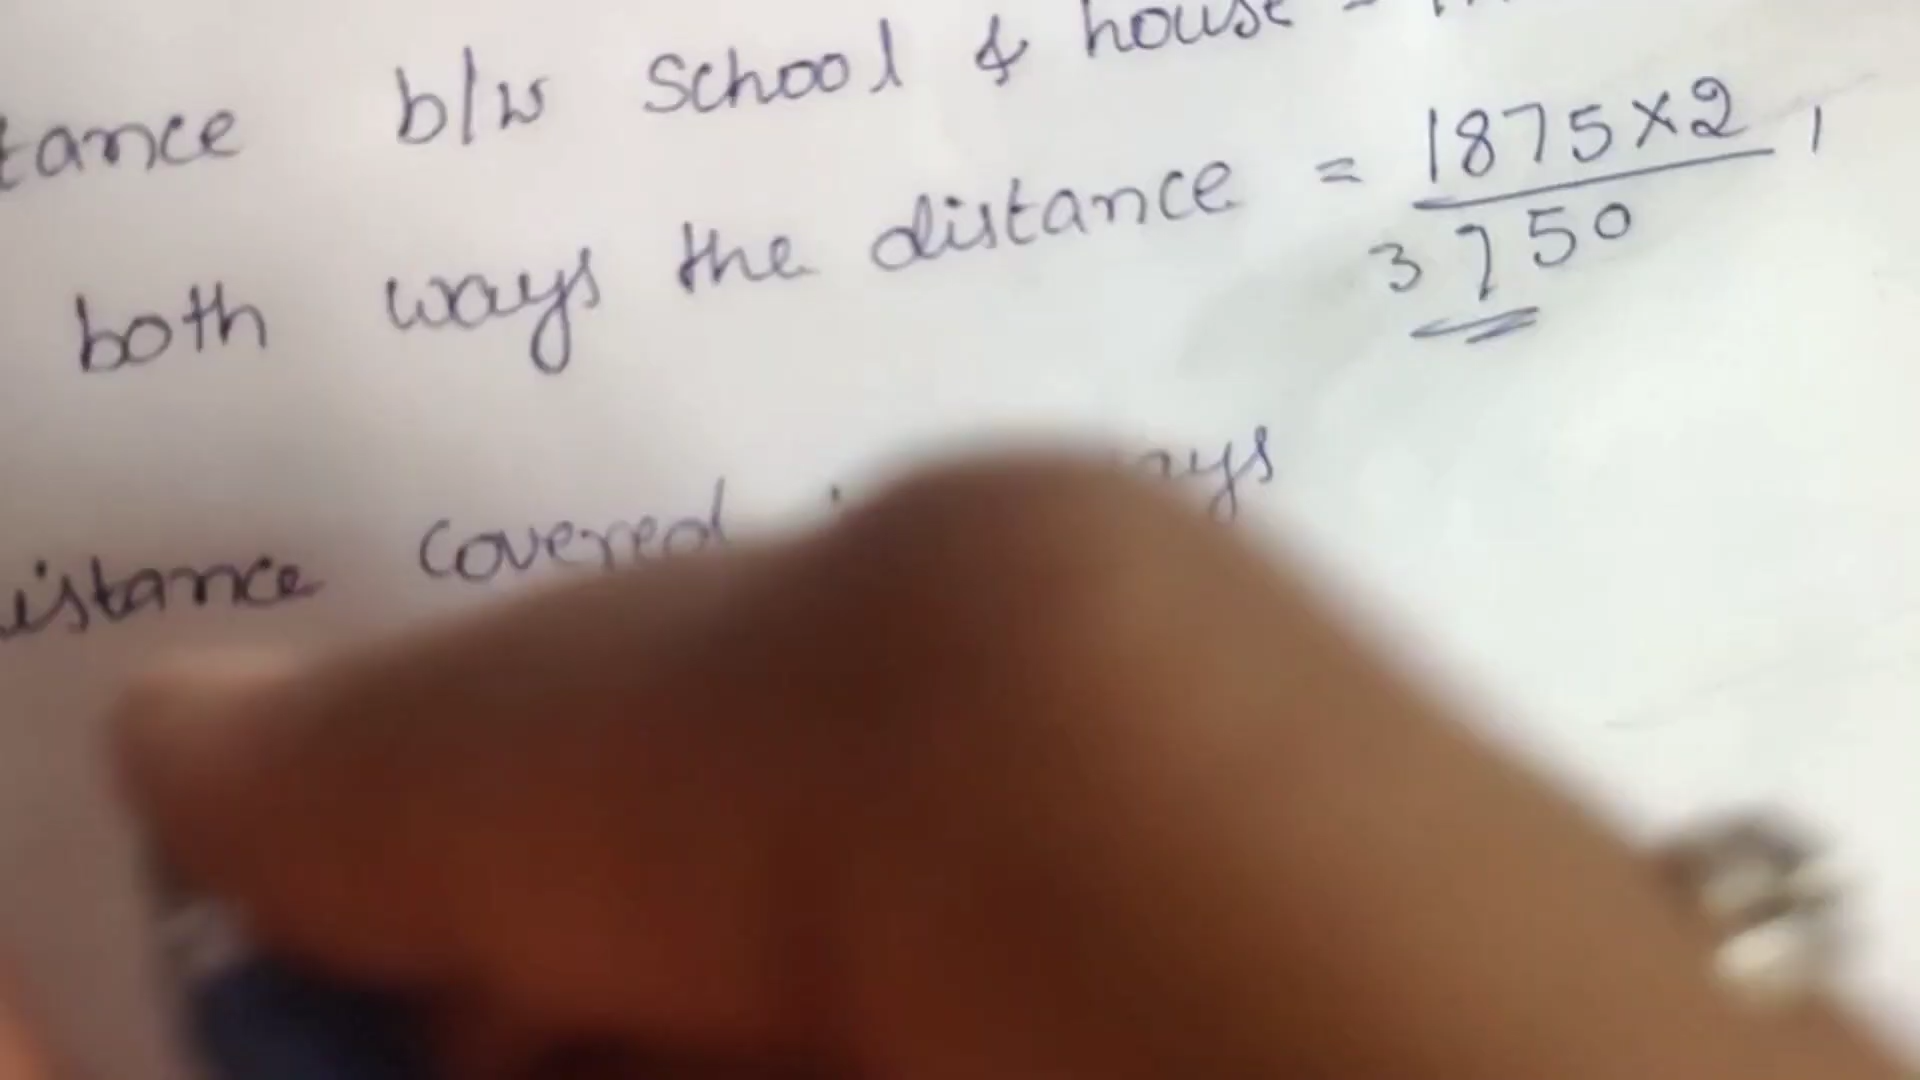 tance b/w school & house -
both ways the distance = 1875×2
3750
istance covered